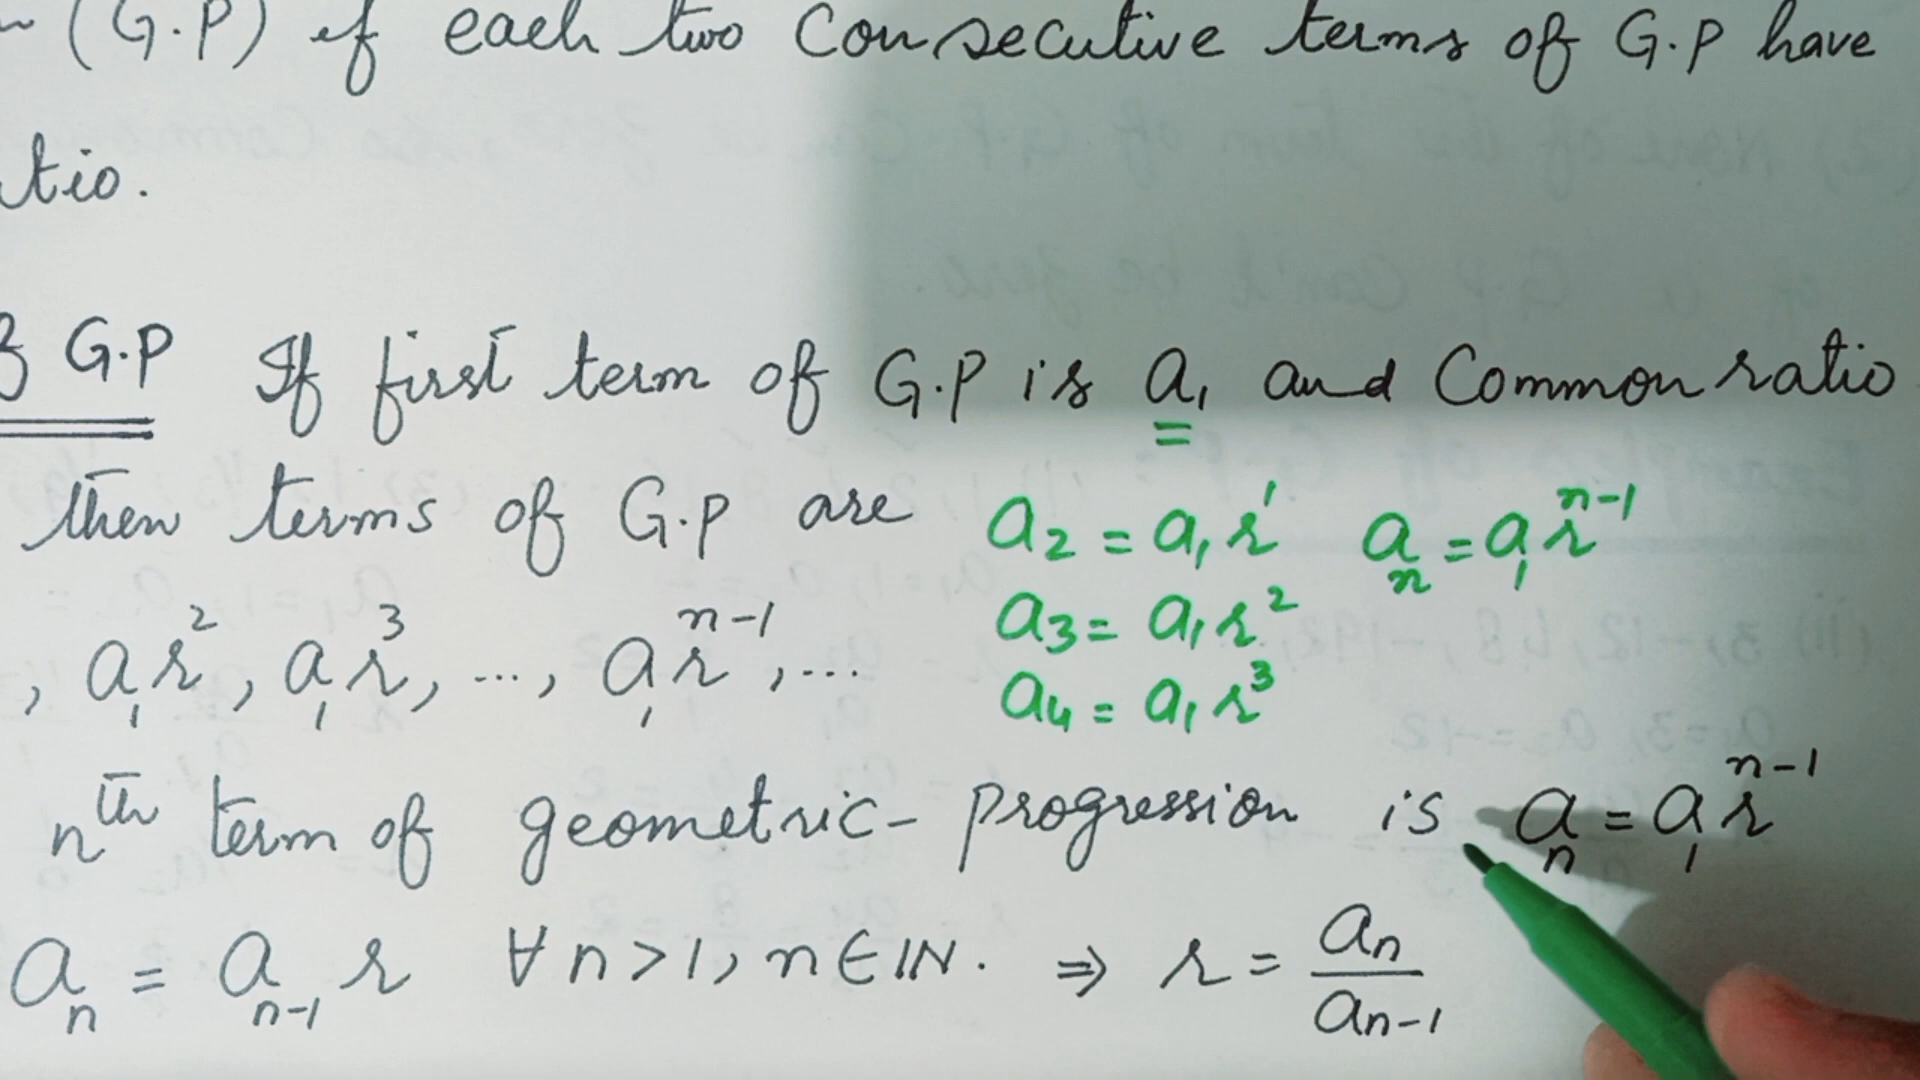 (G.P) if each two Consecutive terms of G.P have
tio.
G.P If first term of G.P is a₁ and Common ratio
then terms of G.P are
a₂ = a₁r¹ aₙ = a₁rⁿ⁻¹
a₃ = a₁r²
a₄ = a₁r³
, a₁r², a₁r³, ..., a₁rⁿ⁻¹, ...
nth term of geometric-progression is aₙ = a₁rⁿ⁻¹
aₙ = aₙ₋₁ r ∀ n>1, n∈IN. ⇒ r = aₙ/aₙ₋₁